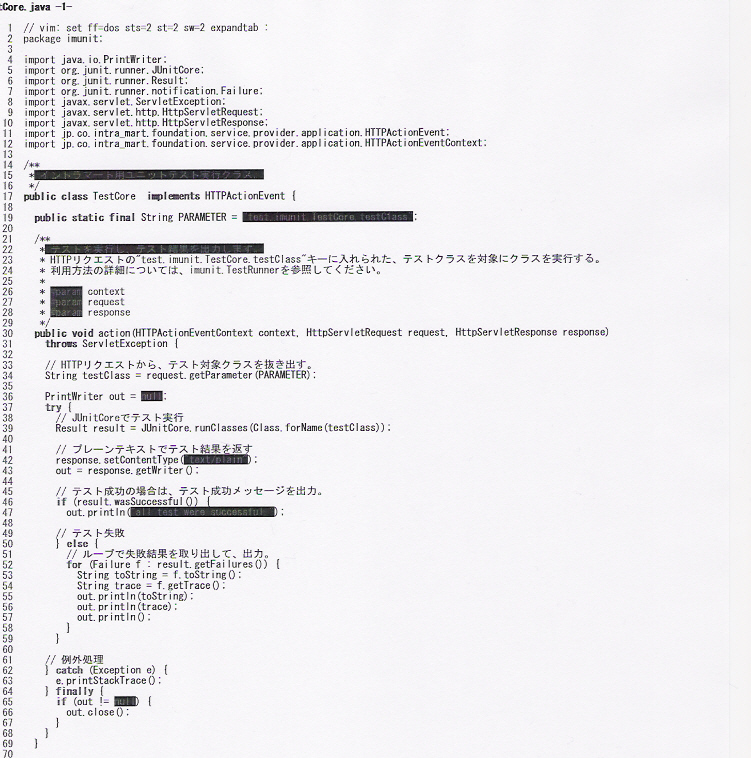 tCore.java -1-
1 // vim: set ff=dos sts=2 st=2 sw=2 expandtab :
2 package imunit;
3
4 import java.io.PrintWriter;
5 import org.junit.runner.JUnitCore;
6 import org.junit.runner.Result;
7 import org.junit.runner.notification.Failure;
8 import javax.servlet.ServletException;
9 import javax.servlet.http.HttpServletRequest;
10 import javax.servlet.http.HttpServletResponse;
11 import jp.co.intra_mart.foundation.service.provider.application.HTTPActionEvent;
12 import jp.co.intra_mart.foundation.service.provider.application.HTTPActionEventContext;
13
14 /**
15 * イントラマート用ユニットテスト実行クラス。
16 */
17 public class TestCore  implements HTTPActionEvent {
18
19 public static final String PARAMETER = "test.imunit.TestCore.testClass";
20
21 /**
22 * テストを実行し、テスト結果を出力します。
23 * HTTPリクエストの"test.imunit.TestCore.testClass"キーに入れられた、テストクラスを対象にクラスを実行する。
24 * 利用方法の詳細については、imunit.TestRunnerを参照してください。
25 *
26 * @param context
27 * @param request
28 * @param response
29 */
30 public void action(HTTPActionEventContext context, HttpServletRequest request, HttpServletResponse response)
31 throws ServletException {
32
33 // HTTPリクエストから、テスト対象クラスを抜き出す。
34 String testClass = request.getParameter(PARAMETER);
35
36 PrintWriter out = null;
37 try {
38 // JUnitCoreでテスト実行
39 Result result = JUnitCore.runClasses(Class.forName(testClass));
40
41 // プレーンテキストでテスト結果を返す
42 response.setContentType("text/plain");
43 out = response.getWriter();
44
45 // テスト成功の場合は、テスト成功メッセージを出力。
46 if (result.wasSuccessful()) {
47 out.println("all test were successful.");
48
49 // テスト失敗
50 } else {
51 // ループで失敗結果を取り出して、出力。
52 for (Failure f : result.getFailures()) {
53 String toString = f.toString();
54 String trace = f.getTrace();
55 out.println(toString);
56 out.println(trace);
57 out.println();
58 }
59 }
60
61 // 例外処理
62 } catch (Exception e) {
63 e.printStackTrace();
64 } finally {
65 if (out != null) {
66 out.close();
67 }
68 }
69 }
70